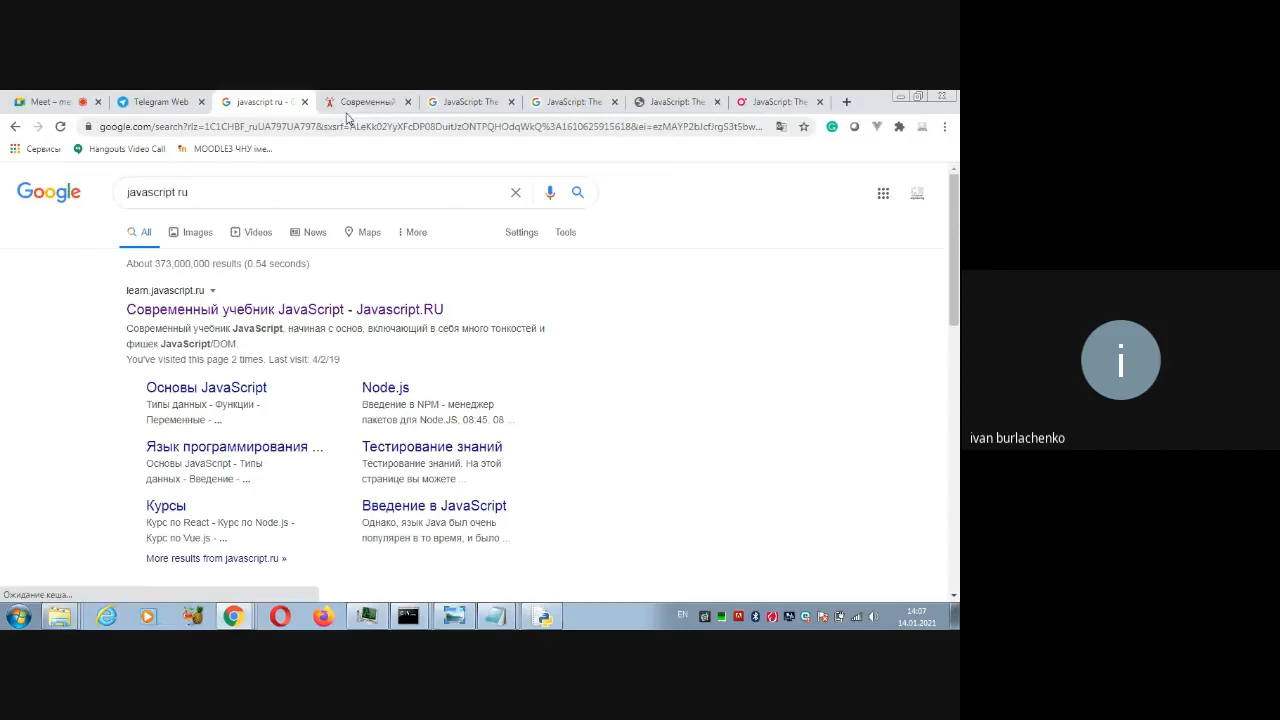 Meet – me
Telegram Web
javascript ru - G
Современный
JavaScript: The
JavaScript: The
JavaScript: The
JavaScript: The
Сервисы
Hangouts Video Call
MOODLE3 ЧНУ іме...
Google
javascript ru
All
Images
Videos
News
Maps
More
Settings
Tools
About 373,000,000 results (0.54 seconds)
learn.javascript.ru
Современный учебник JavaScript - Javascript.RU
Современный учебник JavaScript, начиная с основ, включающий в себя много тонкостей и
фишек JavaScript/DOM.
You've visited this page 2 times. Last visit: 4/2/19
Основы JavaScript
Типы данных - Функции -
Переменные - ...
Node.js
Введение в NPM - менеджер
пакетов для Node.JS. 08:45. 08 ...
Язык программирования ...
Основы JavaScript - Типы
данных - Введение - ...
Тестирование знаний
Тестирование знаний. На этой
странице вы можете ...
Курсы
Курс по React - Курс по Node.js -
Курс по Vue.js - ...
Введение в JavaScript
Однако, язык Java был очень
популярен в то время, и было ...
More results from javascript.ru »
Ожидание кеша...
EN
14:07
14.01.2021
i
ivan burlachenko